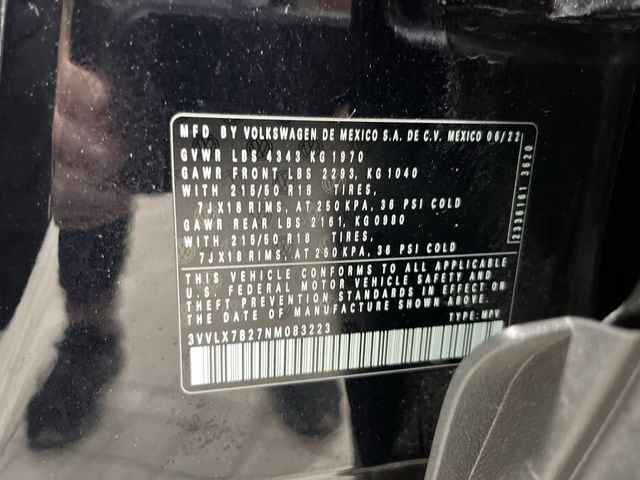 MFD BY VOLKSWAGEN DE MEXICO S.A. DE C.V. MEXICO 06/22
GVWR LBS 4343 KG 1970
GAWR FRONT LBS 2293, KG 1040
WITH 215/50 R18 TIRES,
7JX18 RIMS, AT 250 KPA, 36 PSI COLD
GAWR REAR LBS 2161, KG 0980
WITH 215/50 R18 TIRES,
7JX18 RIMS, AT 250 KPA, 36 PSI COLD
THIS VEHICLE CONFORMS TO ALL APPLICABLE
U.S. FEDERAL MOTOR VEHICLE SAFETY AND
THEFT PREVENTION STANDARDS IN EFFECT ON
THE DATE OF MANUFACTURE SHOWN ABOVE.
3VVLX7B27NM083223 TYPE: MPV
2336161 3620